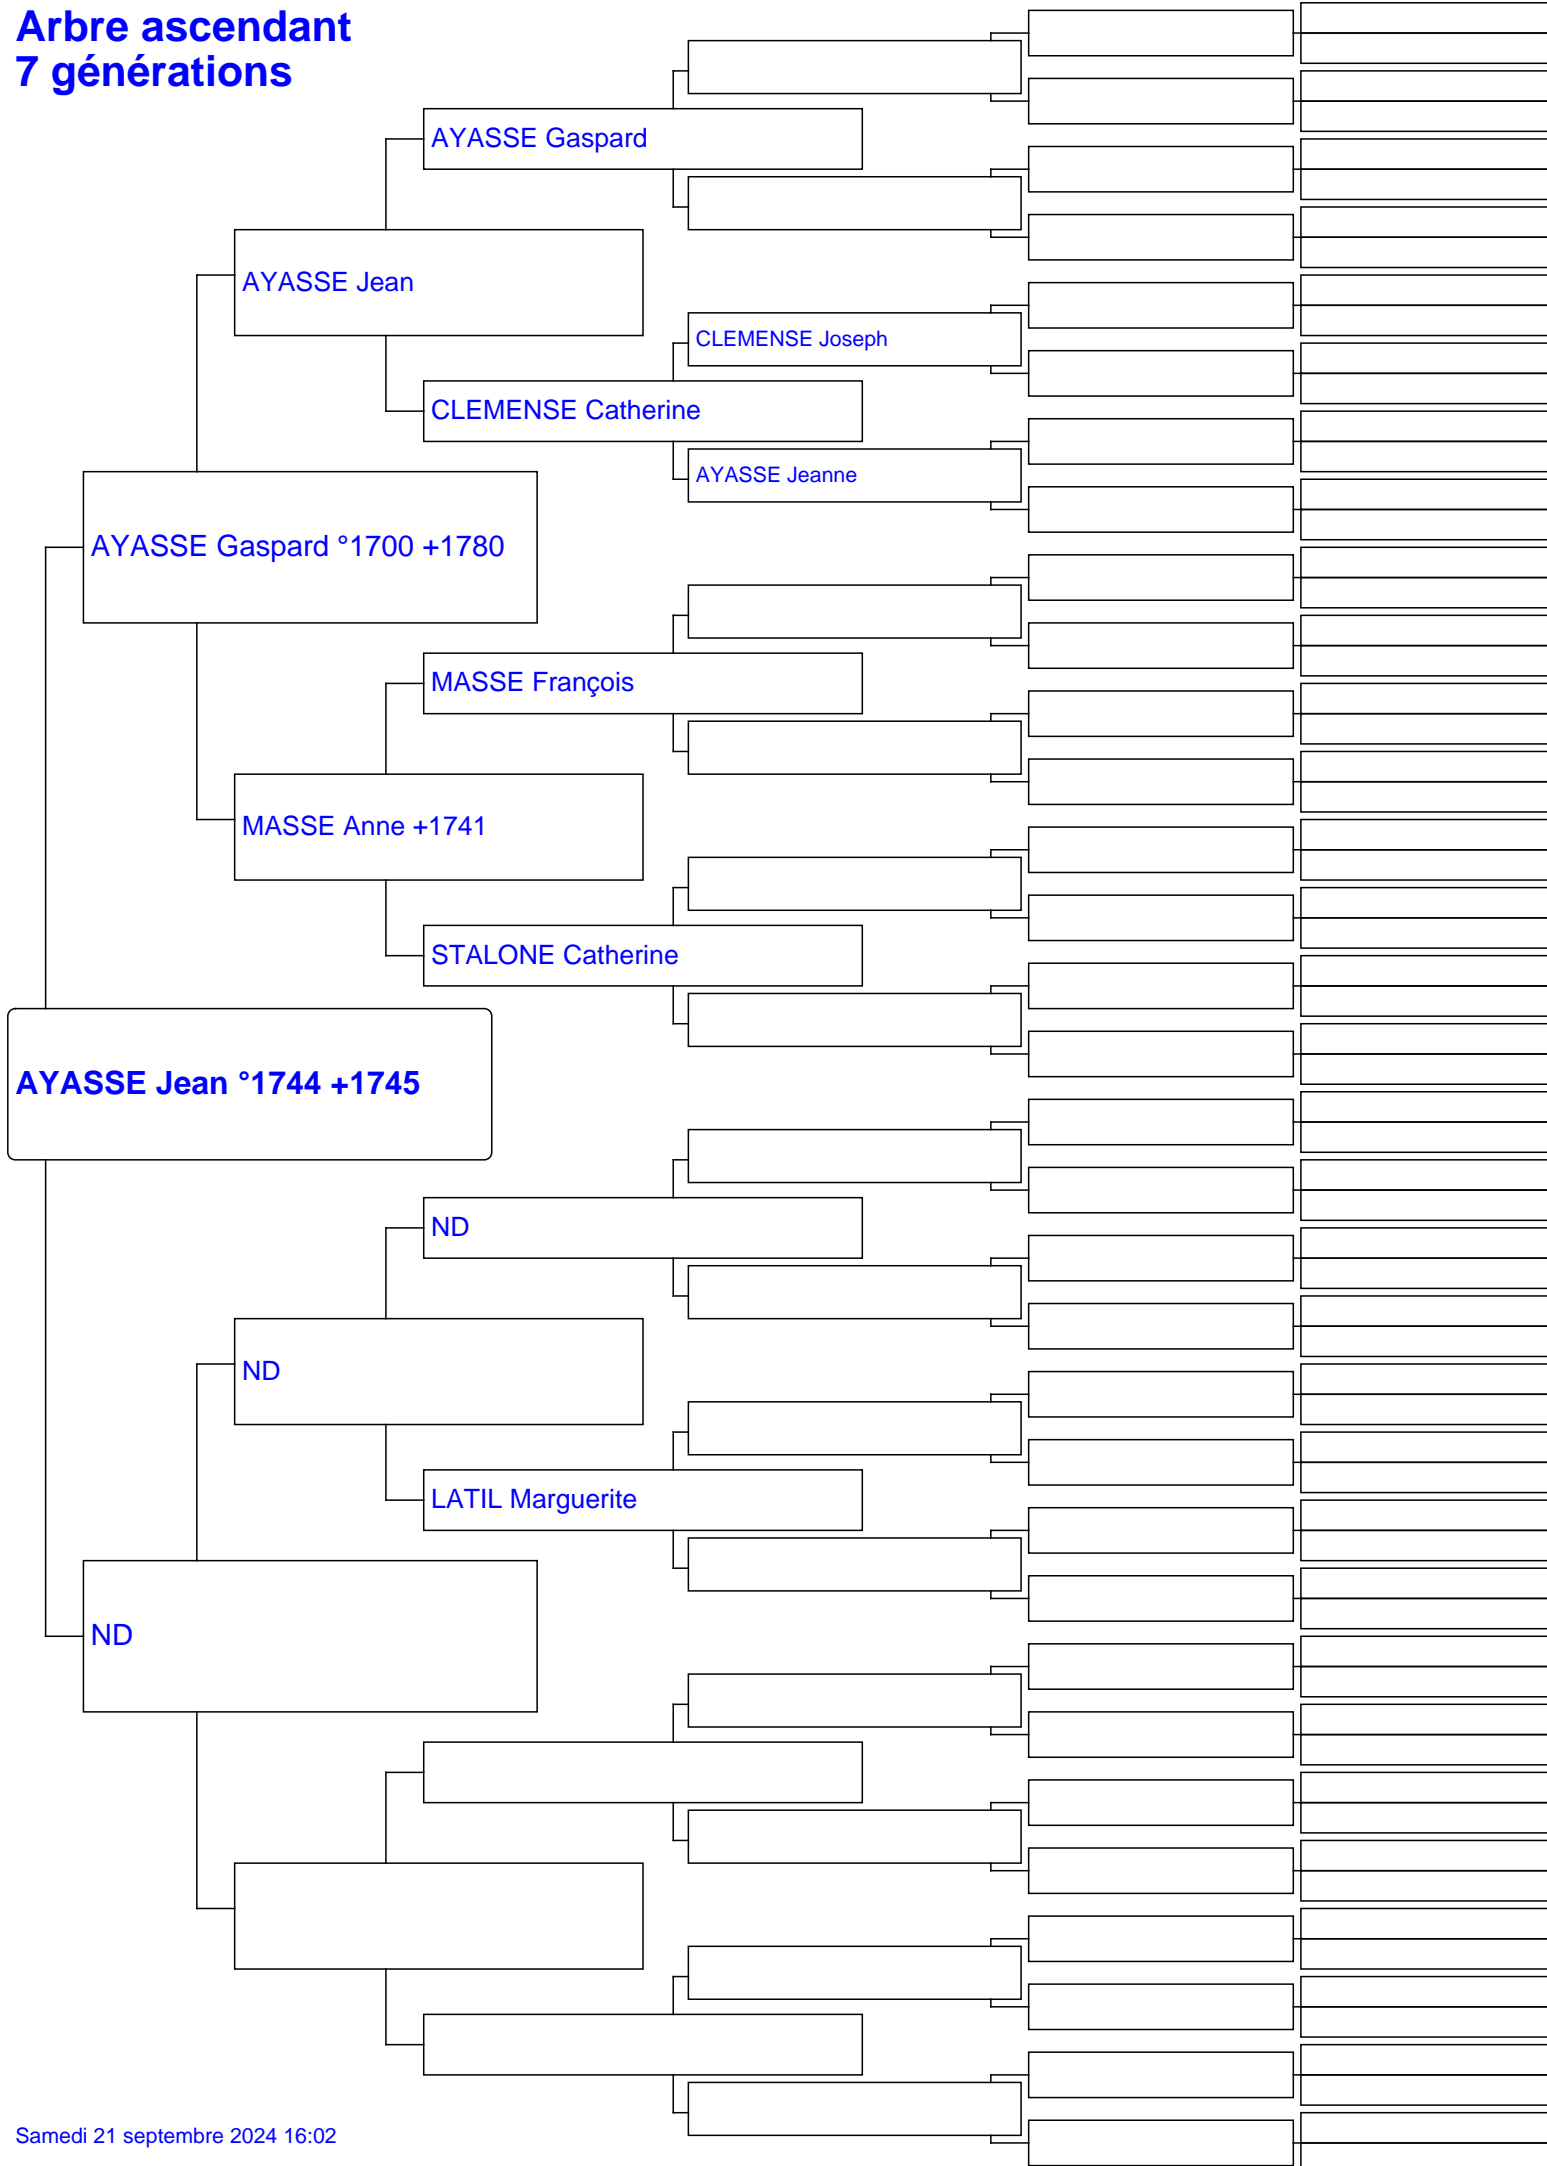 Arbre ascendant
7 générations
AYASSE Gaspard
AYASSE Jean
CLEMENSE Joseph
CLEMENSE Catherine
AYASSE Jeanne
AYASSE Gaspard °1700 +1780
MASSE François
MASSE Anne +1741
STALONE Catherine
AYASSE Jean °1744 +1745
ND
ND
LATIL Marguerite
ND
Samedi 21 septembre 2024 16:02